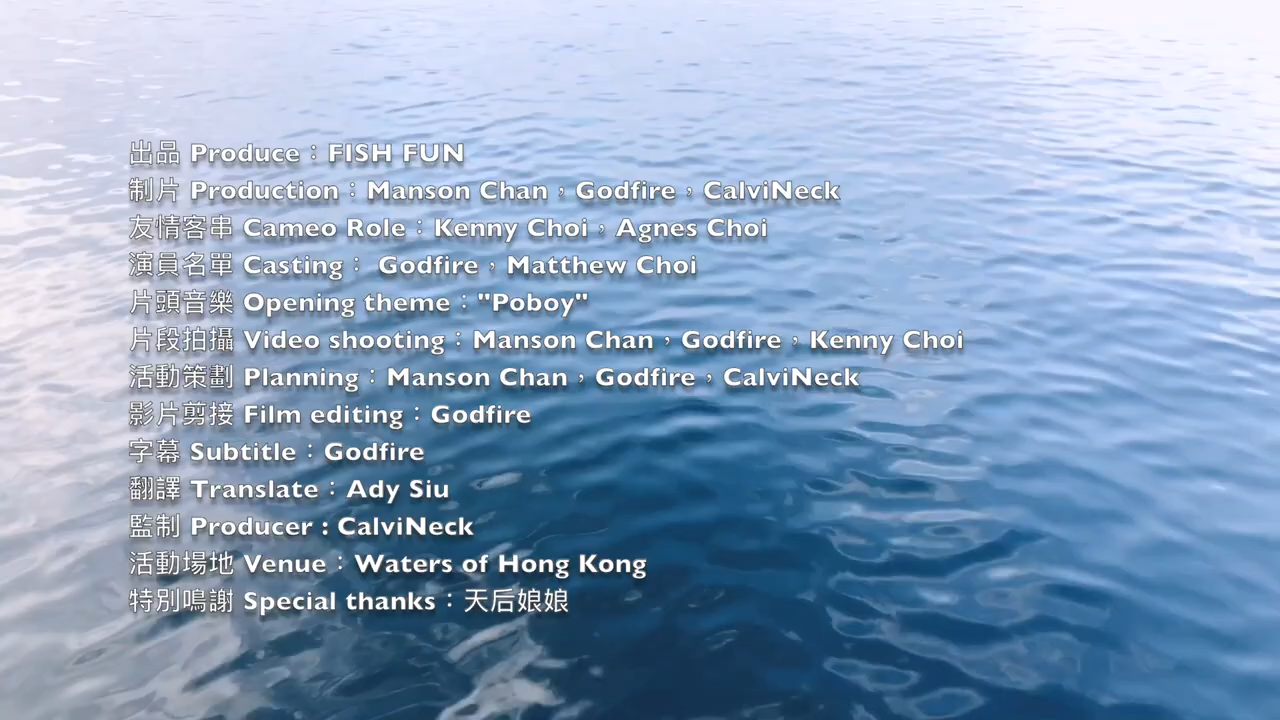 出品 Produce：FISH FUN
制片 Production：Manson Chan，Godfire，CalviNeck
友情客串 Cameo Role：Kenny Choi，Agnes Choi
演員名單 Casting： Godfire，Matthew Choi
片頭音樂 Opening theme："Poboy"
片段拍攝 Video shooting：Manson Chan，Godfire，Kenny Choi
活動策劃 Planning：Manson Chan，Godfire，CalviNeck
影片剪接 Film editing：Godfire
字幕 Subtitle：Godfire
翻譯 Translate：Ady Siu
監制 Producer : CalviNeck
活動場地 Venue：Waters of Hong Kong
特別鳴謝 Special thanks：天后娘娘